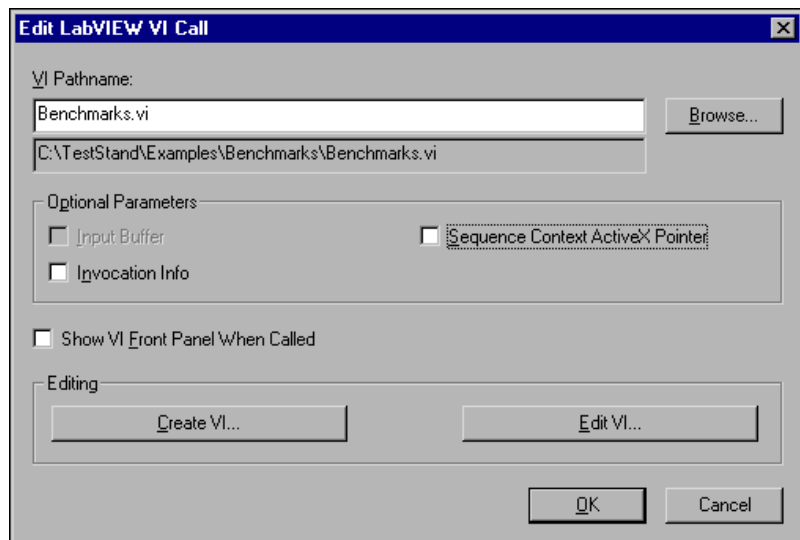 Edit LabVIEW VI Call
VI Pathname:
Benchmarks.vi
Browse...
C:\TestStand\Examples\Benchmarks\Benchmarks.vi
Optional Parameters
Input Buffer
Sequence Context ActiveX Pointer
Invocation Info
Show VI Front Panel When Called
Editing
Create VI...
Edit VI...
OK
Cancel